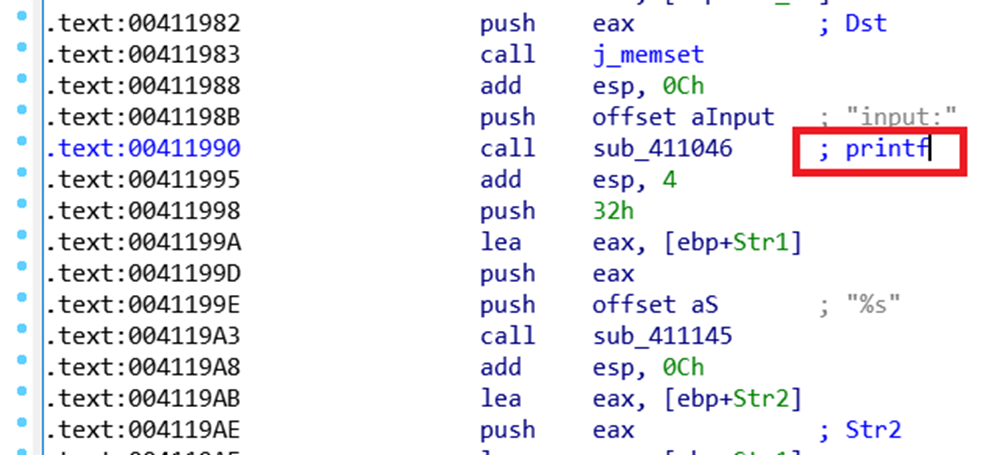 .text:00411982 push eax ; Dst
.text:00411983 call j_memset
.text:00411988 add esp, 0Ch
.text:0041198B push offset aInput ; "input:"
.text:00411990 call sub_411046 ; printf
.text:00411995 add esp, 4
.text:00411998 push 32h
.text:0041199A lea eax, [ebp+Str1]
.text:0041199D push eax
.text:0041199E push offset aS ; "%s"
.text:004119A3 call sub_411145
.text:004119A8 add esp, 0Ch
.text:004119AB lea eax, [ebp+Str2]
.text:004119AE push eax ; Str2